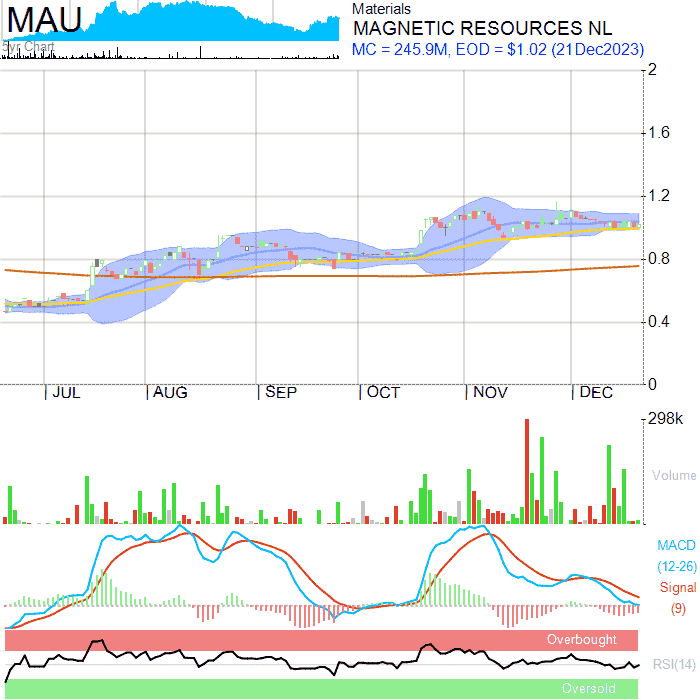 MAU
5yr Chart
Materials
MAGNETIC RESOURCES NL
MC = 245.9M, EOD = $1.02 (21Dec2023)
2
1.6
1.2
0.8
0.4
0
JUL AUG SEP OCT NOV DEC
298k
Volume
MACD
(12-26)
Signal
(9)
Overbought
RSI(14)
Oversold